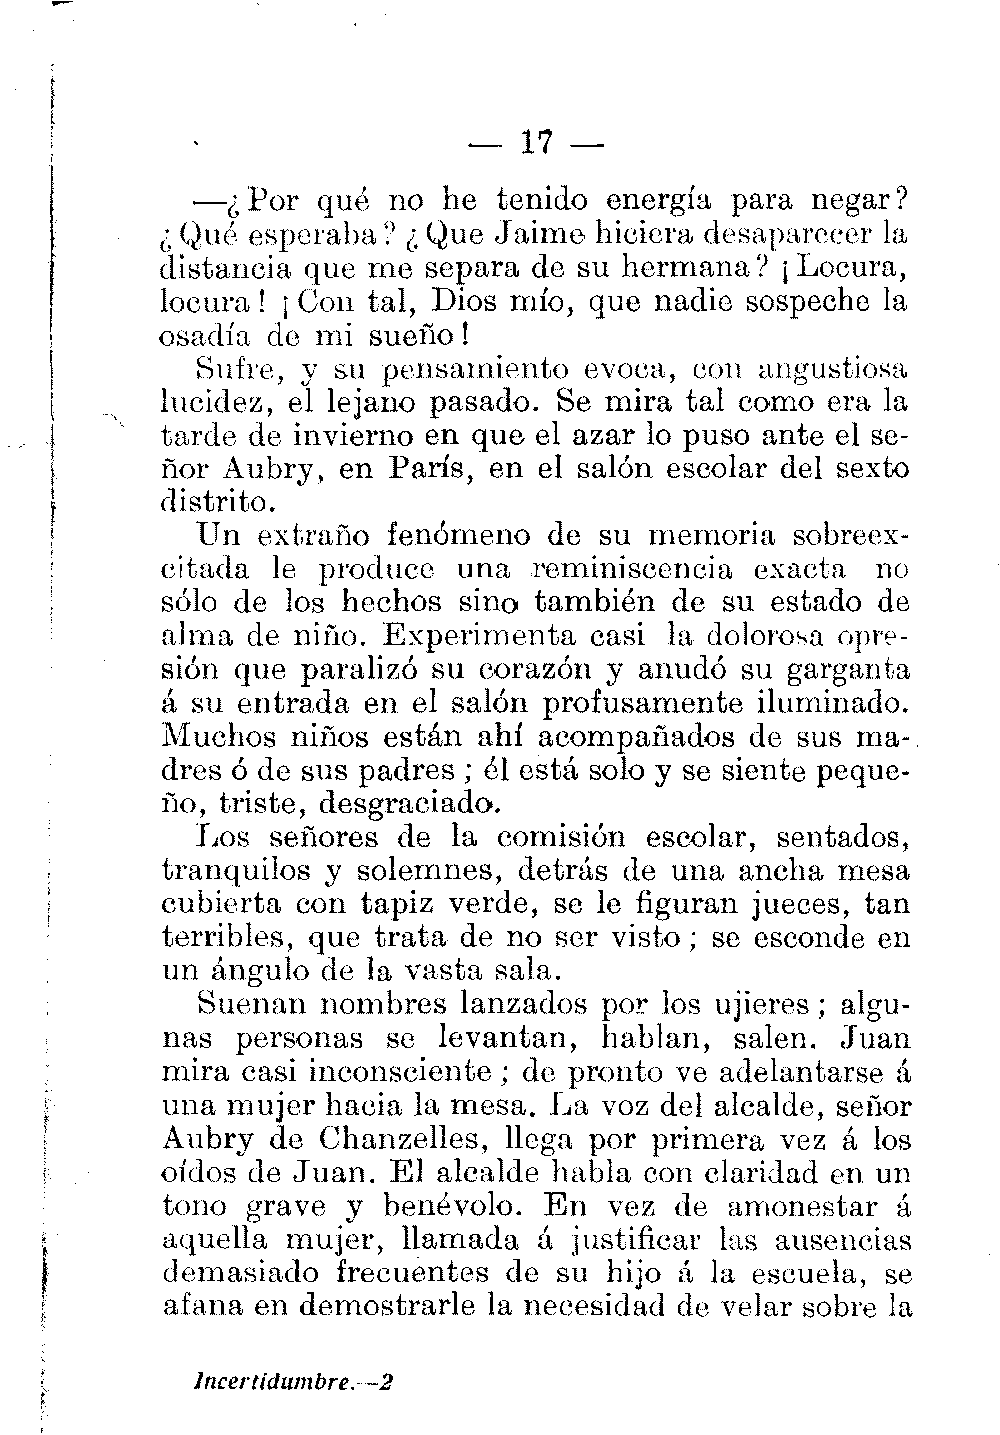 — 17 —
—¿Por qué no he tenido energía para negar?
¿Qué esperaba? ¿Que Jaime hiciera desaparecer la
distancia que me separa de su hermana? ¡Locura,
locura! ¡Con tal, Dios mío, que nadie sospeche la
osadía de mi sueño!
Sufre, y su pensamiento evoca, con angustiosa
lucidez, el lejano pasado. Se mira tal como era la
tarde de invierno en que el azar lo puso ante el se-
ñor Aubry, en París, en el salón escolar del sexto
distrito.
Un extraño fenómeno de su memoria sobreex-
citada le produce una reminiscencia exacta no
sólo de los hechos sino también de su estado de
alma de niño. Experimenta casi la dolorosa opre-
sión que paralizó su corazón y anudó su garganta
á su entrada en el salón profusamente iluminado.
Muchos niños están ahí acompañados de sus ma-
dres ó de sus padres; él está solo y se siente peque-
ño, triste, desgraciado.
Los señores de la comisión escolar, sentados,
tranquilos y solemnes, detrás de una ancha mesa
cubierta con tapiz verde, se le figuran jueces, tan
terribles, que trata de no ser visto; se esconde en
un ángulo de la vasta sala.
Suenan nombres lanzados por los ujieres; algu-
nas personas se levantan, hablan, salen. Juan
mira casi inconsciente; de pronto ve adelantarse á
una mujer hacia la mesa. La voz del alcalde, señor
Aubry de Chanzelles, llega por primera vez á los
oídos de Juan. El alcalde habla con claridad en un
tono grave y benévolo. En vez de amonestar á
aquella mujer, llamada á justificar las ausencias
demasiado frecuentes de su hijo á la escuela, se
afana en demostrarle la necesidad de velar sobre la
Incertidumbre.—2